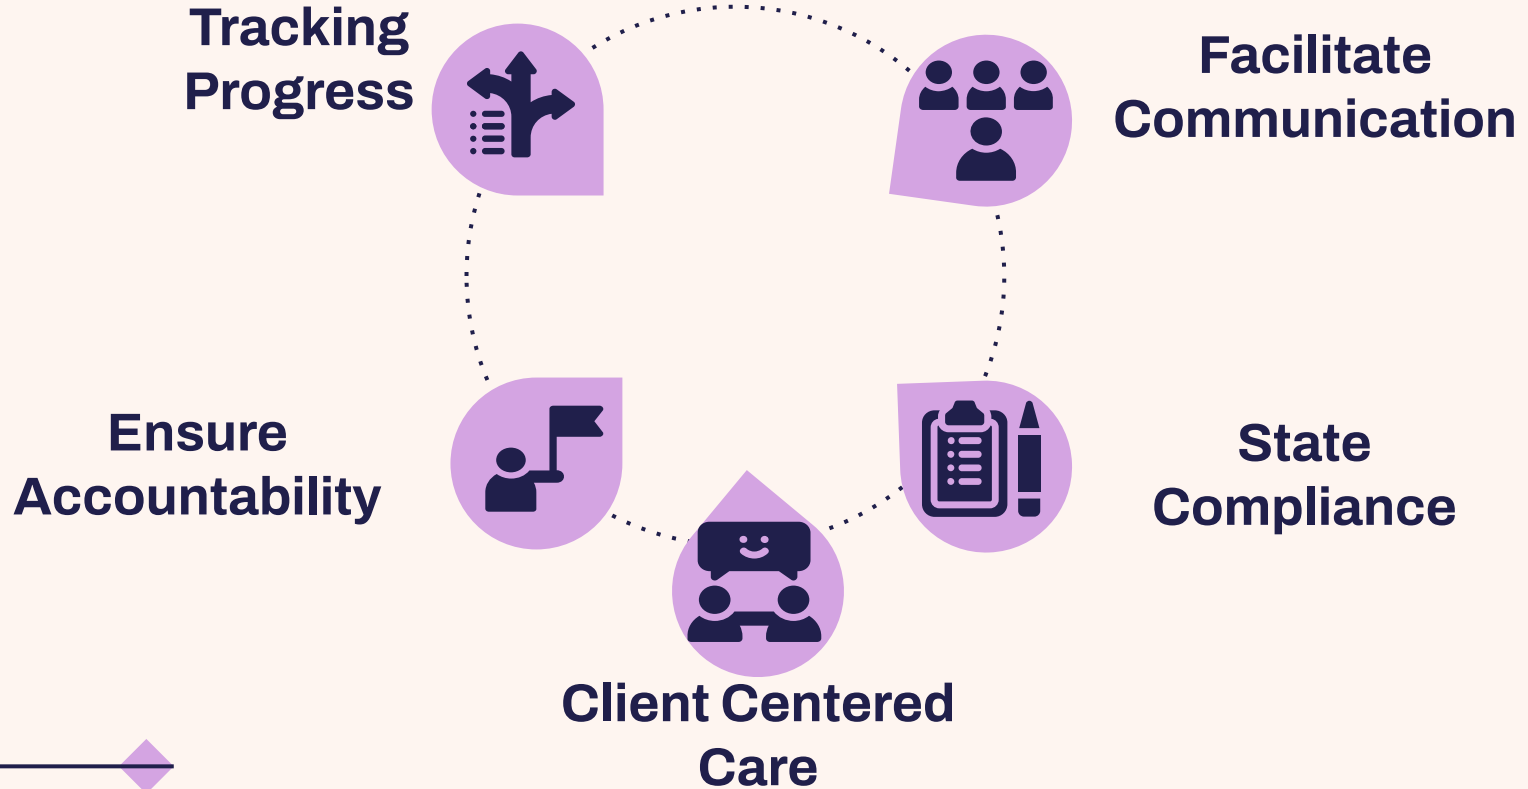 Tracking
Progress
Facilitate
Communication
Ensure
Accountability
State
Compliance
Client Centered
Care